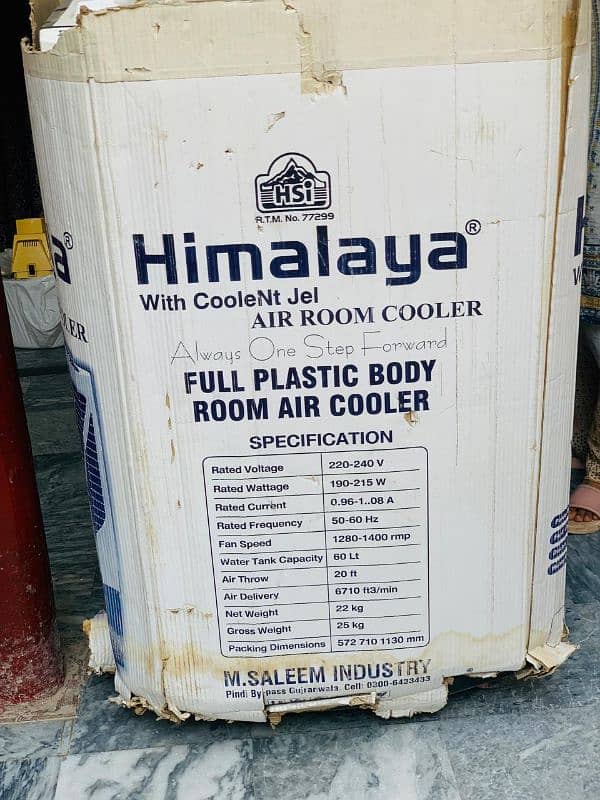 HSi
R.T.M. No. 77299
Himalaya®
With CooleNt Jel
AIR ROOM COOLER
Always One Step Forward
FULL PLASTIC BODY
ROOM AIR COOLER
SPECIFICATION
Rated Voltage 220-240 V
Rated Wattage 190-215 W
Rated Current 0.96-1..08 A
Rated Frequency 50-60 Hz
Fan Speed 1280-1400 rmp
Water Tank Capacity 60 Lt
Air Throw 20 ft
Air Delivery 6710 ft3/min
Net Weight 22 kg
Gross Weight 25 kg
Packing Dimensions 572 710 1130 mm
M.SALEEM INDUSTRY
Pindi By pass Gujranwala. Cell: 0300-6433433
a®
ER